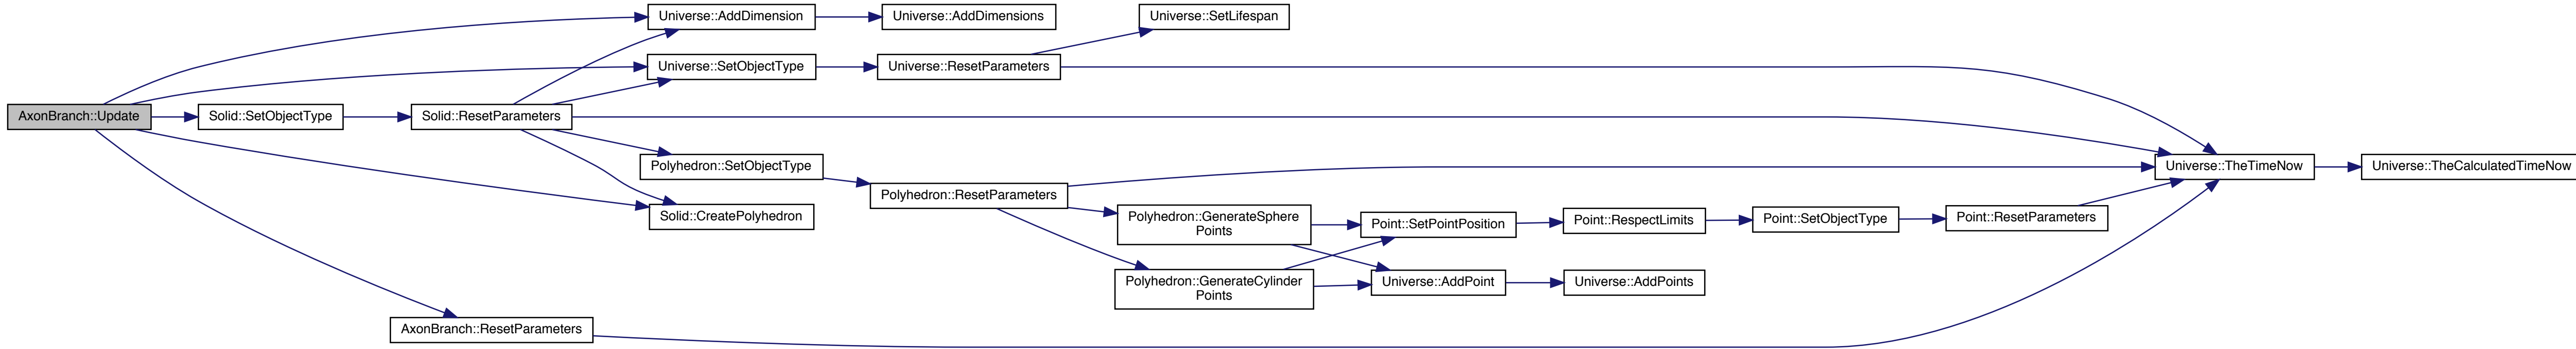 AxonBranch::Update
Solid::SetObjectType
Solid::ResetParameters
AxonBranch::ResetParameters
Universe::AddDimension
Universe::SetObjectType
Polyhedron::SetObjectType
Solid::CreatePolyhedron
Universe::AddDimensions
Universe::ResetParameters
Polyhedron::ResetParameters
Universe::SetLifespan
Polyhedron::GenerateSphere
Points
Polyhedron::GenerateCylinder
Points
Point::SetPointPosition
Universe::AddPoint
Point::RespectLimits
Universe::AddPoints
Point::SetObjectType
Point::ResetParameters
Universe::TheTimeNow
Universe::TheCalculatedTimeNow